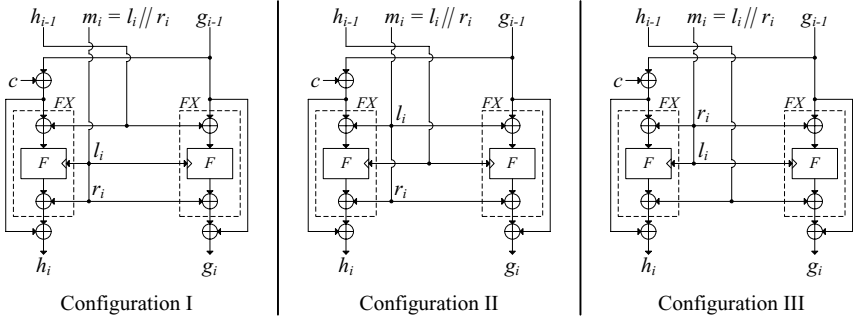 h_{i-1} m_i = l_i // r_i g_{i-1}
c
FX FX
F F
l_i
r_i
h_i g_i
Configuration I
h_{i-1} m_i = l_i // r_i g_{i-1}
c
FX FX
l_i
F F
r_i
h_i g_i
Configuration II
h_{i-1} m_i = l_i // r_i g_{i-1}
c
FX FX
r_i
F F
l_i
h_i g_i
Configuration III